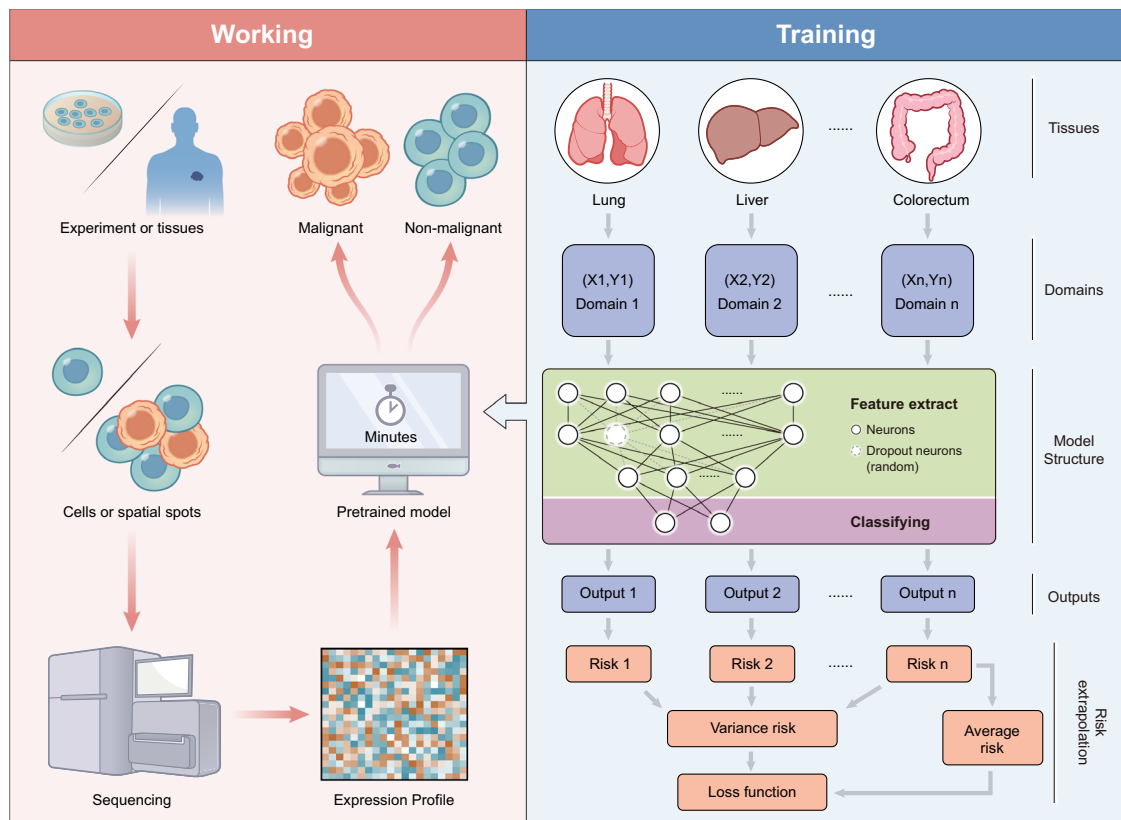 Working
Experiment or tissues
Malignant
Non-malignant
Minutes
Cells or spatial spots
Pretrained model
Sequencing
Expression Profile
Training
......
Tissues
Lung
Liver
Colorectum
(X1,Y1)
Domain 1
(X2,Y2)
Domain 2
......
(Xn,Yn)
Domain n
Domains
......
......
......
Feature extract
Neurons
Dropout neurons
(random)
Classifying
Model
Structure
Output 1
Output 2
......
Output n
Outputs
Risk 1
Risk 2
......
Risk n
Variance risk
Average
risk
Loss function
Risk
extrapolation